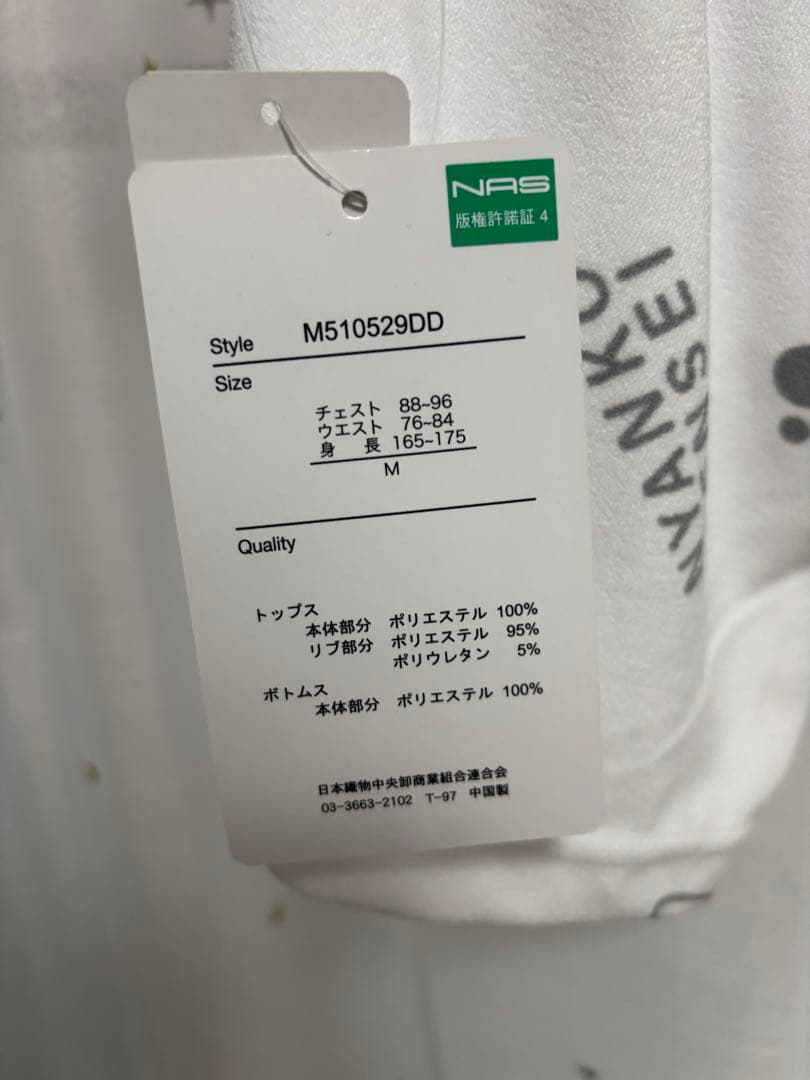 NAS
版権許諾証 4
Style M510529DD
Size
チェスト 88~96
ウエスト 76~84
身 長 165~175
M
Quality
トップス
本体部分 ポリエステル 100%
リブ部分 ポリエステル 95%
ポリウレタン 5%
ボトムス
本体部分 ポリエステル 100%
日本織物中央卸商業組合連合会
03-3663-2102 T-97 中国製
NYANKO